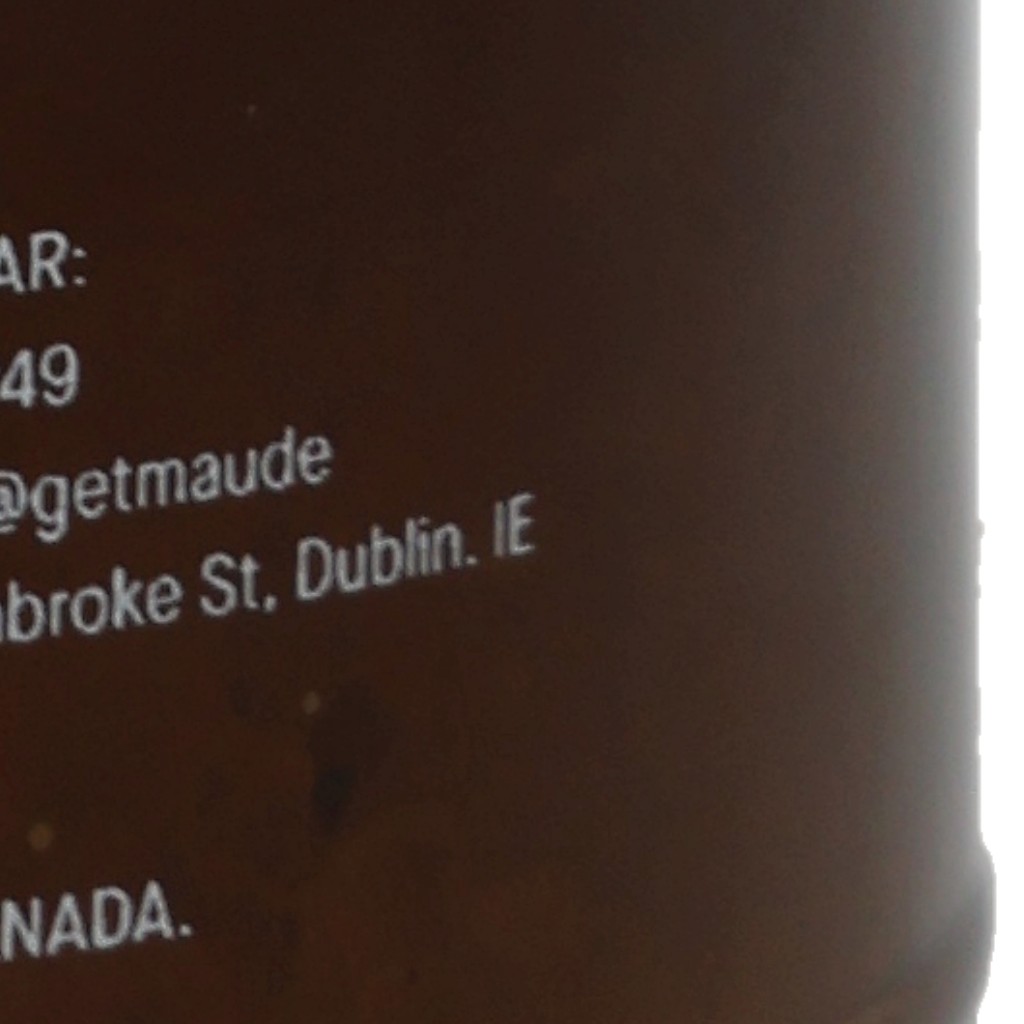 AR:
49
@getmaude
broke St, Dublin. IE
NADA.